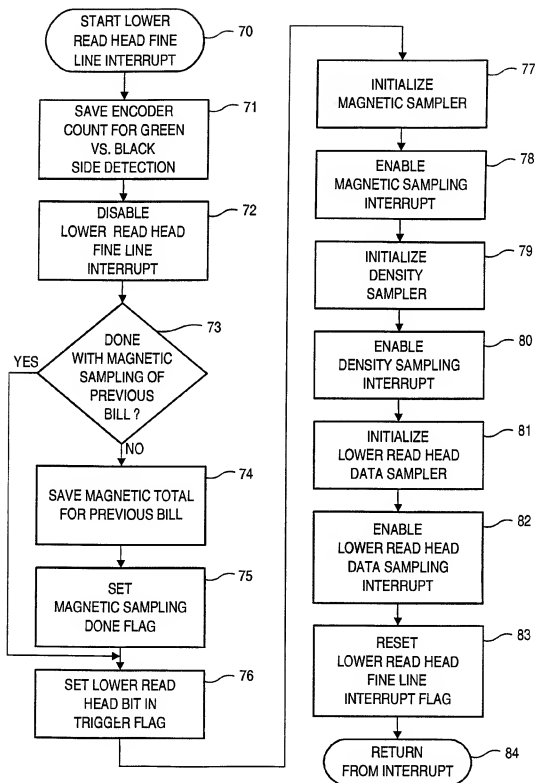 START LOWER
READ HEAD FINE
LINE INTERRUPT
70
SAVE ENCODER
COUNT FOR GREEN
VS. BLACK
SIDE DETECTION
71
DISABLE
LOWER READ HEAD
FINE LINE
INTERRUPT
72
DONE
WITH MAGNETIC
SAMPLING OF
PREVIOUS
BILL ?
73
YES
NO
SAVE MAGNETIC TOTAL
FOR PREVIOUS BILL
74
SET
MAGNETIC SAMPLING
DONE FLAG
75
SET LOWER READ
HEAD BIT IN
TRIGGER FLAG
76
INITIALIZE
MAGNETIC SAMPLER
77
ENABLE
MAGNETIC SAMPLING
INTERRUPT
78
INITIALIZE
DENSITY
SAMPLER
79
ENABLE
DENSITY SAMPLING
INTERRUPT
80
INITIALIZE
LOWER READ HEAD
DATA SAMPLER
81
ENABLE
LOWER READ HEAD
DATA SAMPLING
INTERRUPT
82
RESET
LOWER READ HEAD
FINE LINE
INTERRUPT FLAG
83
RETURN
FROM INTERRUPT
84